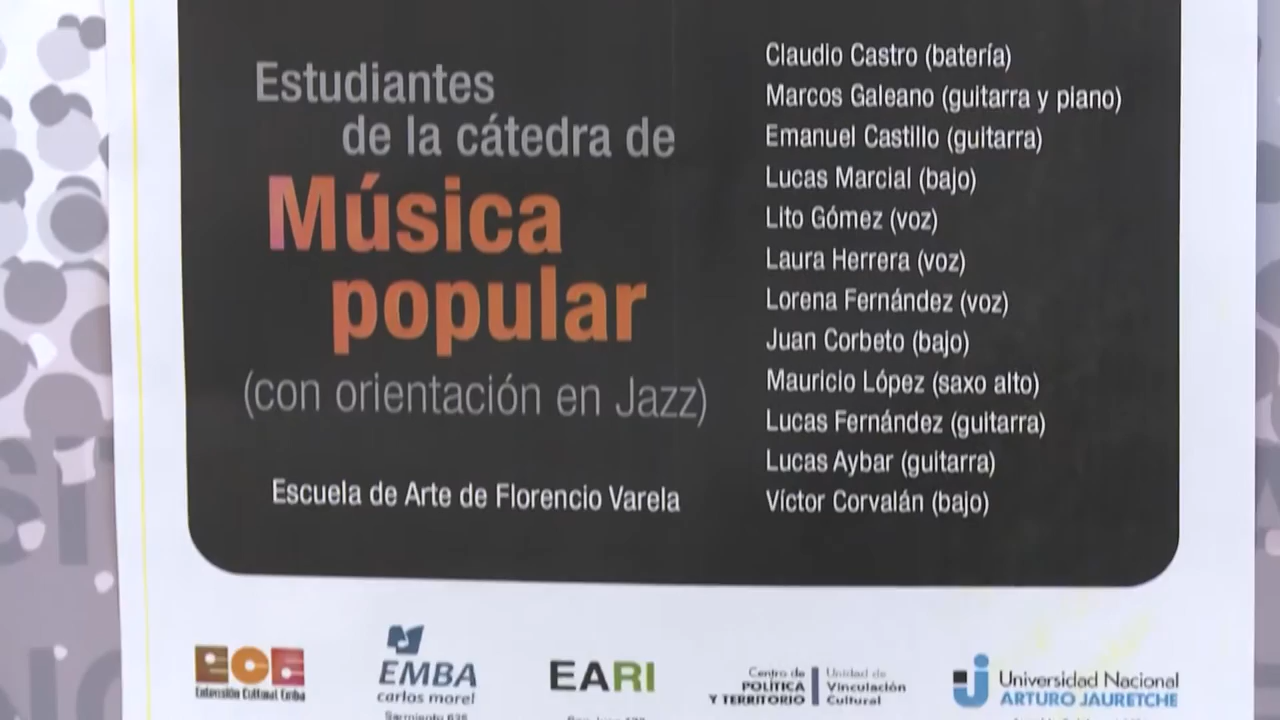 Estudiantes
de la cátedra de
Música
popular
(con orientación en Jazz)
Escuela de Arte de Florencio Varela
Claudio Castro (batería)
Marcos Galeano (guitarra y piano)
Emanuel Castillo (guitarra)
Lucas Marcial (bajo)
Lito Gómez (voz)
Laura Herrera (voz)
Lorena Fernández (voz)
Juan Corbeto (bajo)
Mauricio López (saxo alto)
Lucas Fernández (guitarra)
Lucas Aybar (guitarra)
Víctor Corvalán (bajo)
ECE
Extensión Cultural Emba
EMBA
carlos morel
Sarmiento 636
EARI
Centro de
POLÍTICA
Y TERRITORIO
Unidad de
Vinculación
Cultural
Universidad Nacional
ARTURO JAURETCHE